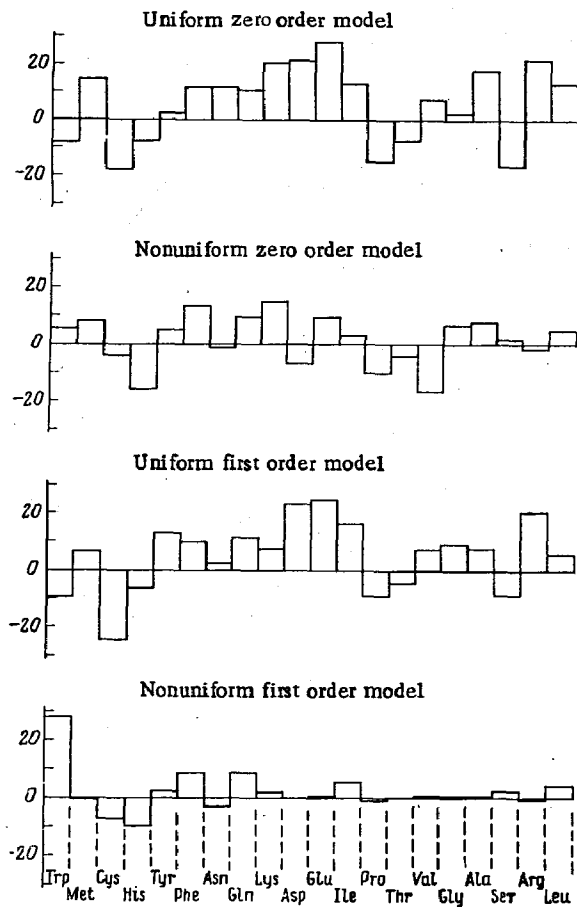 Uniform zero order model
20
0
-20
Nonuniform zero order model
20
0
-20
Uniform first order model
20
0
-20
Nonuniform first order model
20
0
-20
Trp Cys Tyr Asn Lys Glu Pro Val Ala Arg
Met His Phe Gln Asp Ile Thr Gly Ser Leu